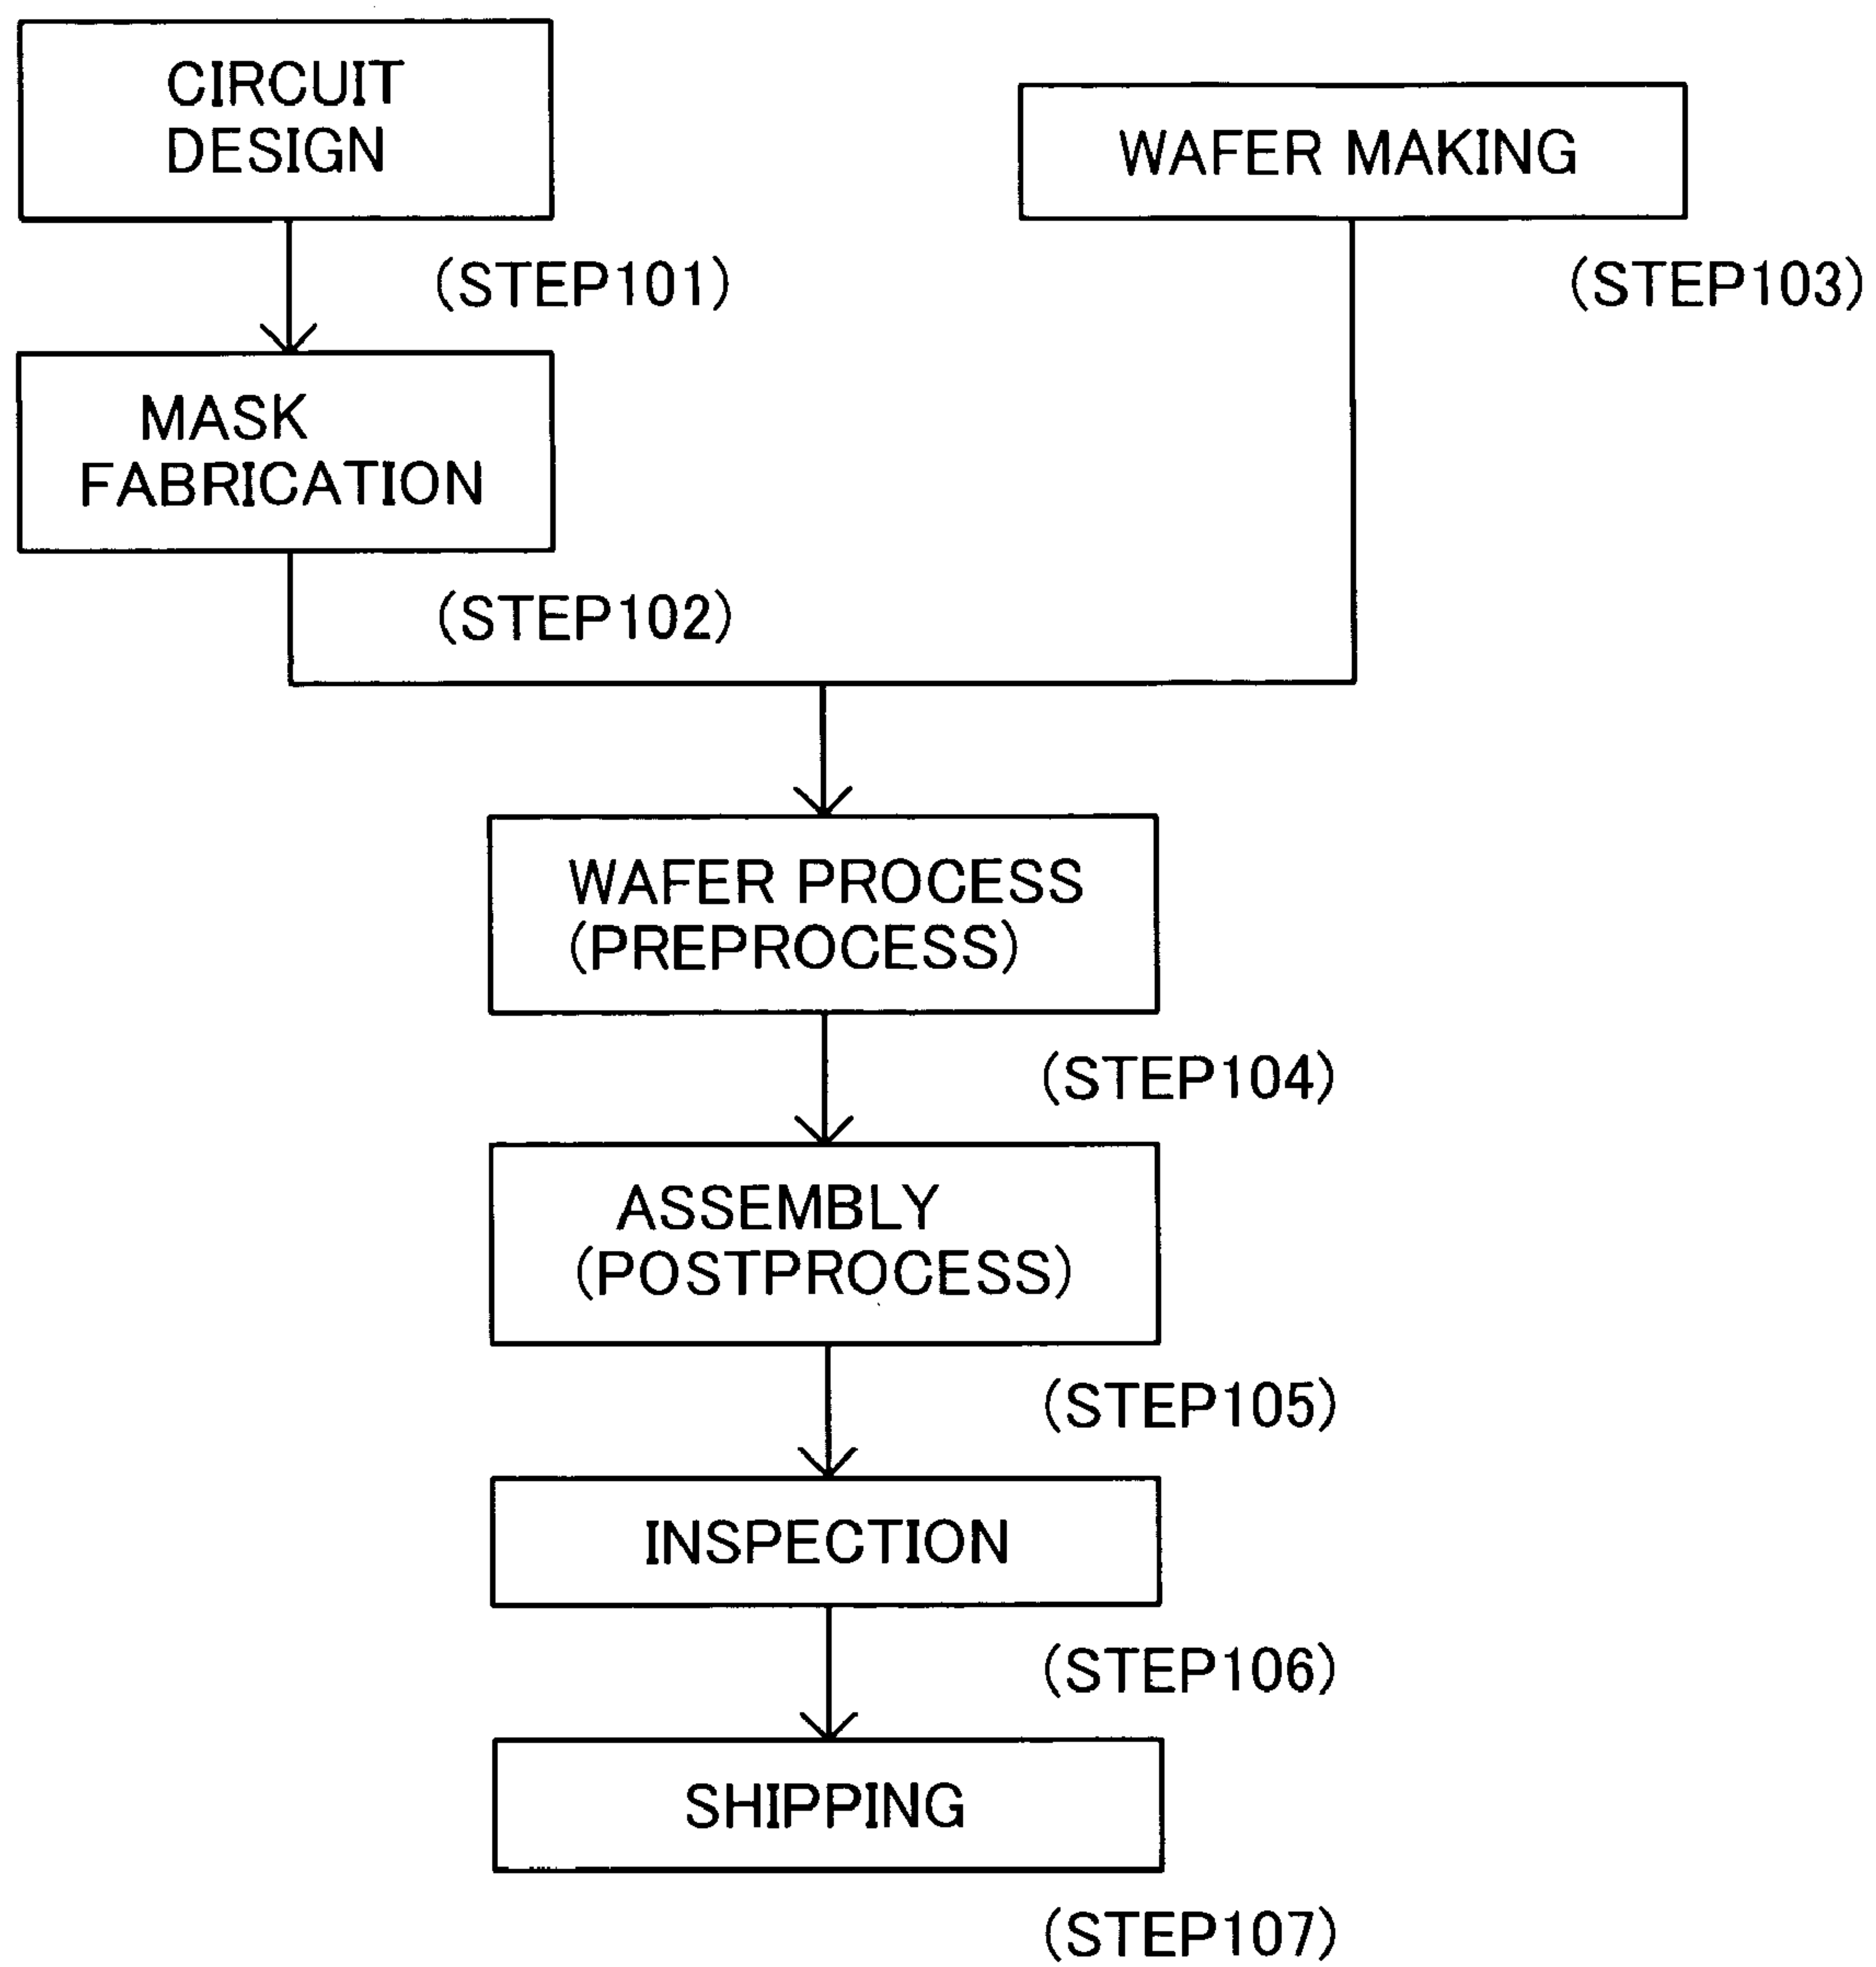 CIRCUIT
DESIGN
(STEP101)
MASK
FABRICATION
(STEP102)
WAFER MAKING
(STEP103)
WAFER PROCESS
(PREPROCESS)
(STEP104)
ASSEMBLY
(POSTPROCESS)
(STEP105)
INSPECTION
(STEP106)
SHIPPING
(STEP107)